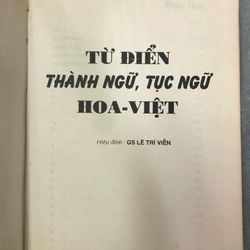 TỪ ĐIỂN
THÀNH NGỮ, TỤC NGỮ
HOA-VIỆT
Hiệu đính : GS LÊ TRÍ VIỄN